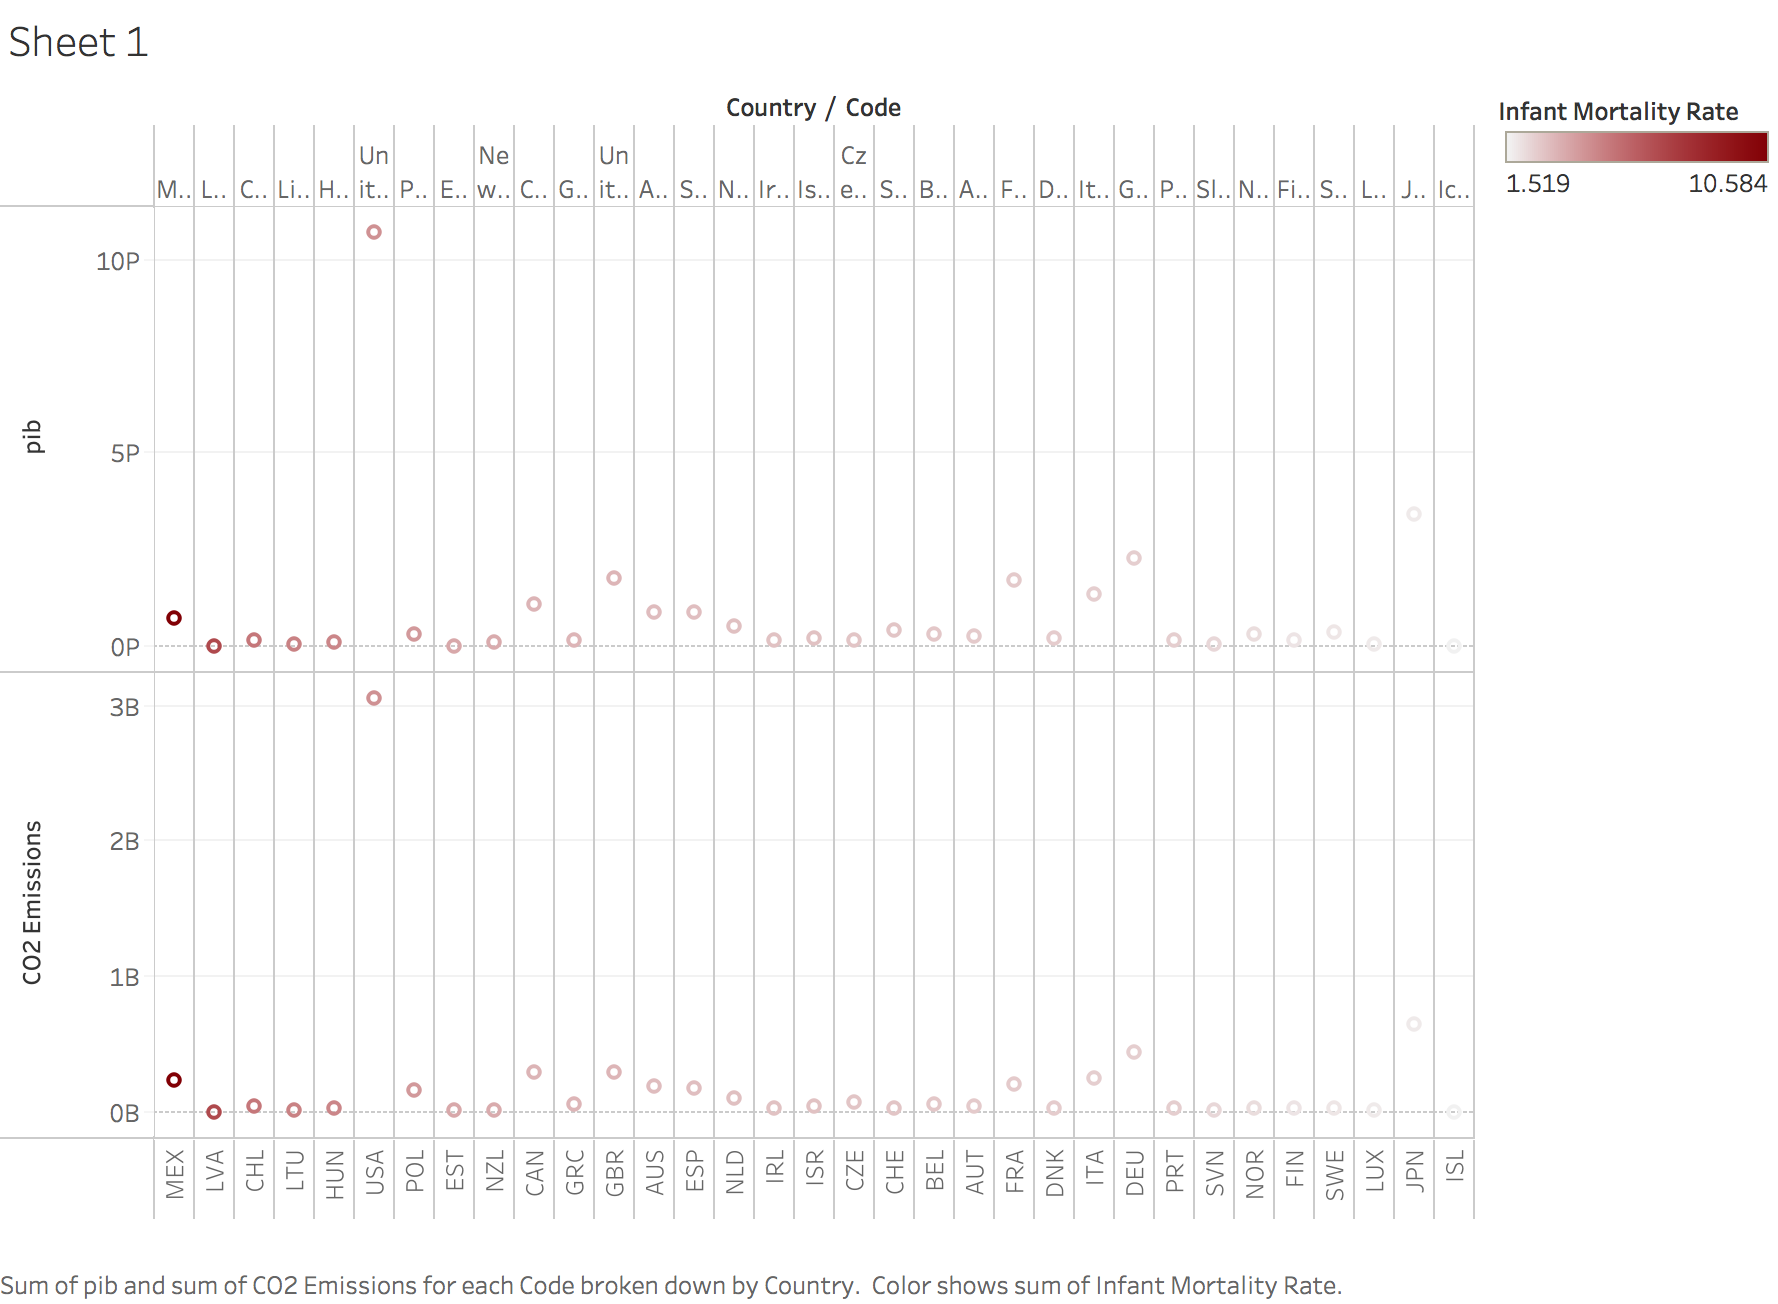 Sheet 1
Country / Code
Infant Mortality Rate
1.519 10.584
Un
it..
Ne
w..
Un
it..
Cz
e..
M.. L.. C.. Li.. H.. P.. E.. C.. G.. A.. S.. N.. Ir.. Is.. S.. B.. A.. F.. D.. It.. G.. P.. Sl.. N.. Fi.. S.. L.. J.. Ic..
pib
10P
5P
0P
CO2 Emissions
3B
2B
1B
0B
MEX LVA CHL LTU HUN USA POL EST NZL CAN GRC GBR AUS ESP NLD IRL ISR CZE CHE BEL AUT FRA DNK ITA DEU PRT SVN NOR FIN SWE LUX JPN ISL
Sum of pib and sum of CO2 Emissions for each Code broken down by Country.  Color shows sum of Infant Mortality Rate.